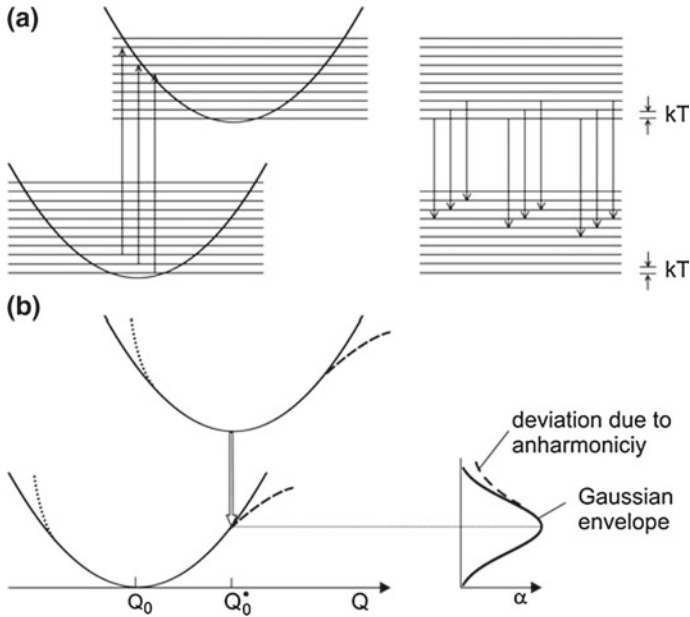 (a)
kT
kT
(b)
deviation due to
anharmoniciy
Gaussian
envelope
Q₀
Q₀•
Q
α